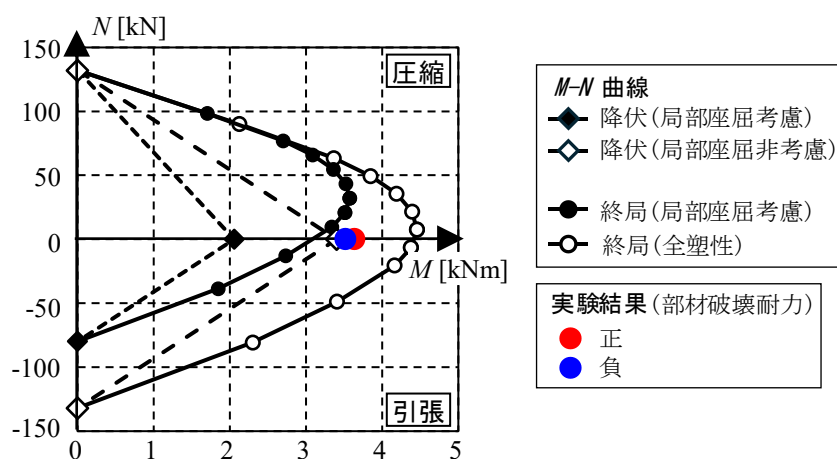 N [kN]
150
100
50
0
-50
-100
-150
0
1
2
3
4
5
M [kNm]
圧縮
引張
M-N 曲線
降伏(局部座屈考慮)
降伏(局部座屈非考慮)
終局(局部座屈考慮)
終局(全塑性)
実験結果(部材破壊耐力)
正
負